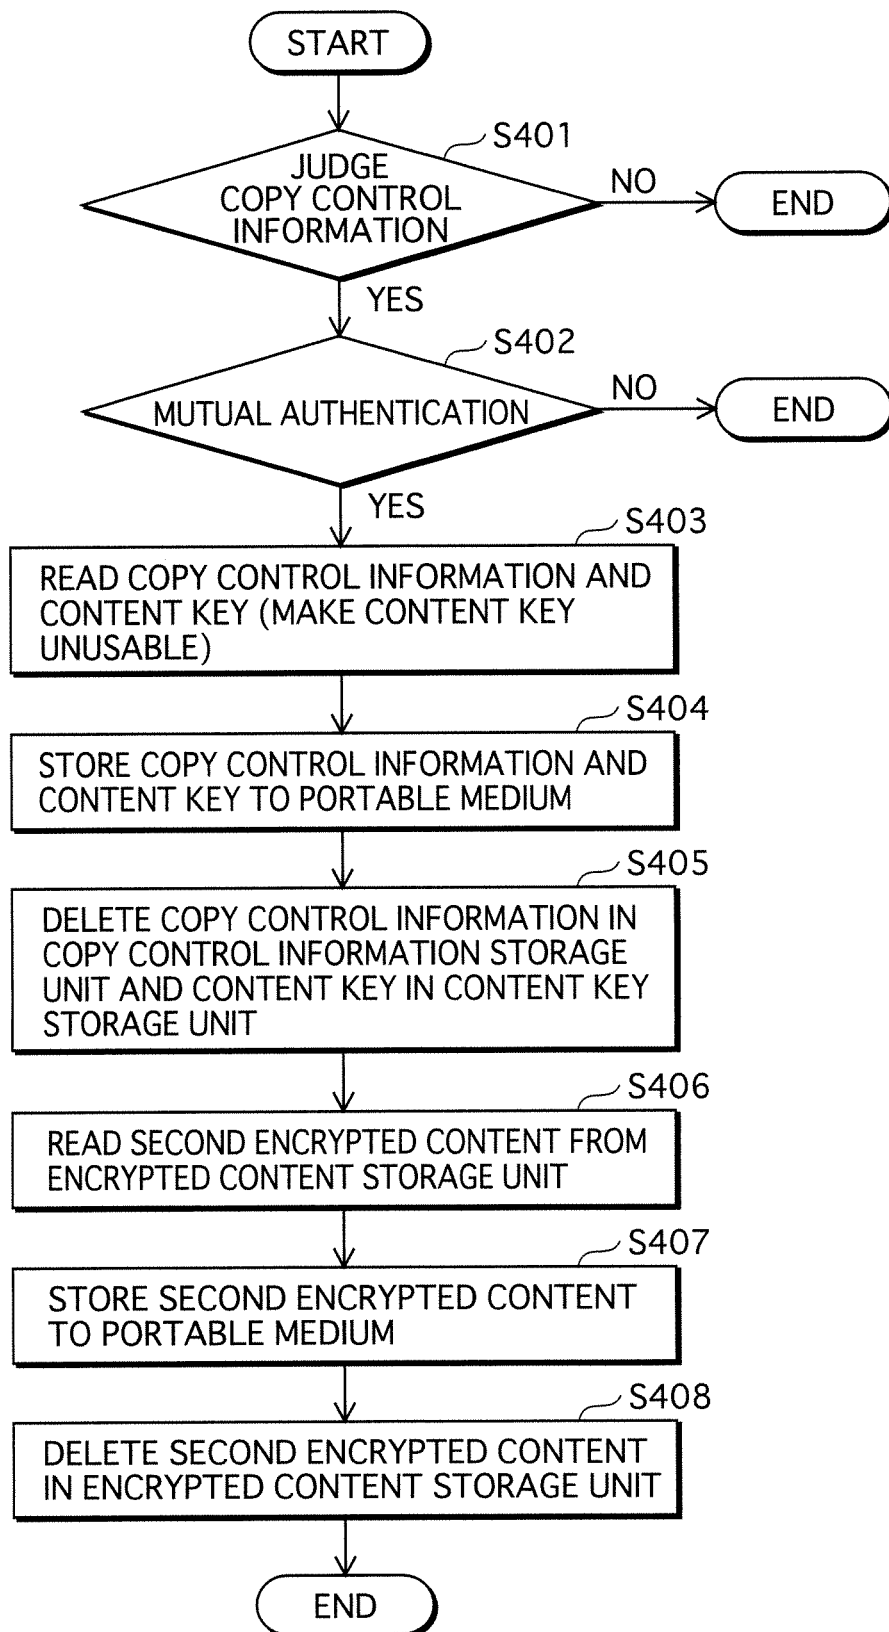 START
S401
JUDGE
COPY CONTROL
INFORMATION
NO
END
YES
S402
MUTUAL AUTHENTICATION
NO
END
YES
S403
READ COPY CONTROL INFORMATION AND
CONTENT KEY (MAKE CONTENT KEY
UNUSABLE)
S404
STORE COPY CONTROL INFORMATION AND
CONTENT KEY TO PORTABLE MEDIUM
S405
DELETE COPY CONTROL INFORMATION IN
COPY CONTROL INFORMATION STORAGE
UNIT AND CONTENT KEY IN CONTENT KEY
STORAGE UNIT
S406
READ SECOND ENCRYPTED CONTENT FROM
ENCRYPTED CONTENT STORAGE UNIT
S407
STORE SECOND ENCRYPTED CONTENT
TO PORTABLE MEDIUM
S408
DELETE SECOND ENCRYPTED CONTENT
IN ENCRYPTED CONTENT STORAGE UNIT
END